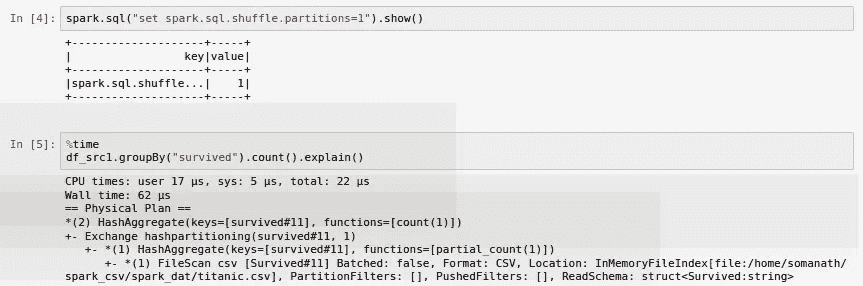 In [4]: spark.sql("set spark.sql.shuffle.partitions=1").show()
+--------------------+-----+
|                 key|value|
+--------------------+-----+
|spark.sql.shuffle...|    1|
+--------------------+-----+
In [5]: %time
df_src1.groupBy("survived").count().explain()
CPU times: user 17 µs, sys: 5 µs, total: 22 µs
Wall time: 62 µs
== Physical Plan ==
*(2) HashAggregate(keys=[survived#11], functions=[count(1)])
+- Exchange hashpartitioning(survived#11, 1)
   +- *(1) HashAggregate(keys=[survived#11], functions=[partial_count(1)])
      +- *(1) FileScan csv [Survived#11] Batched: false, Format: CSV, Location: InMemoryFileIndex[file:/home/somanath/
spark_csv/spark_dat/titanic.csv], PartitionFilters: [], PushedFilters: [], ReadSchema: struct<Survived:string>